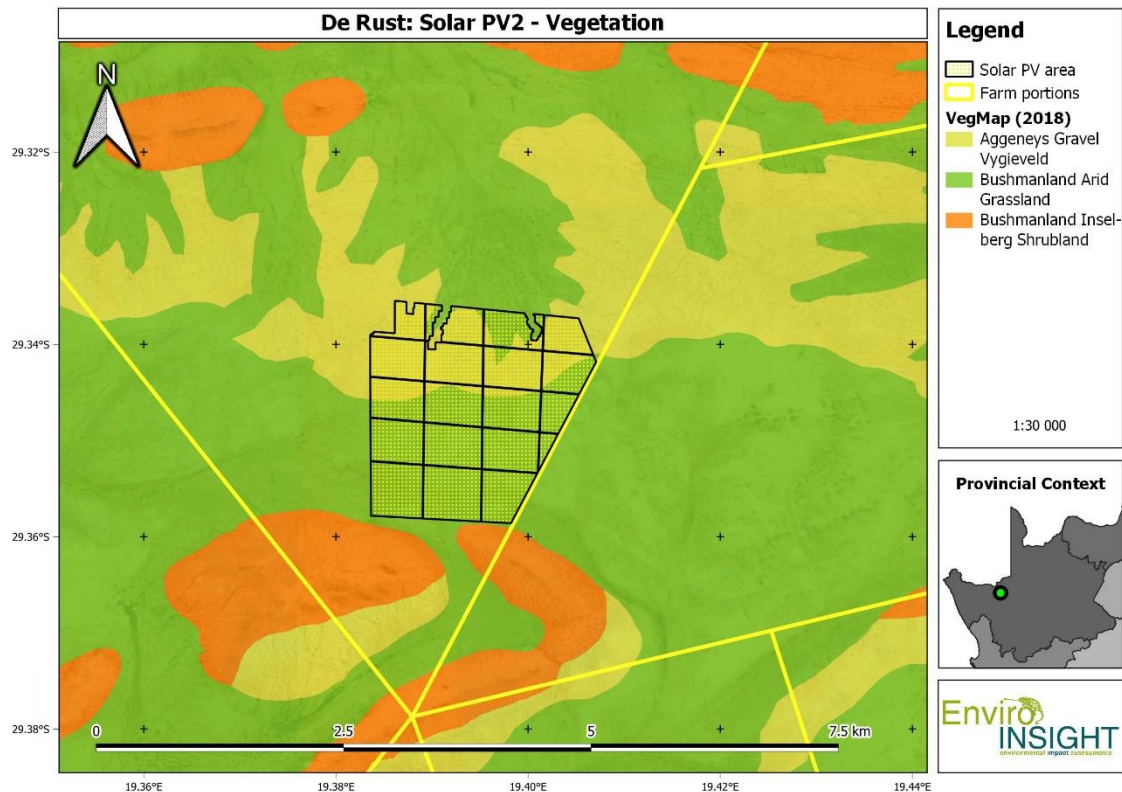 De Rust: Solar PV2 - Vegetation
N
29.32°S
29.34°S
29.36°S
29.38°S
0
2.5
5
7.5 km
19.36°E
19.38°E
19.40°E
19.42°E
19.44°E
Legend
Solar PV area
Farm portions
VegMap (2018)
Aggeneys Gravel
Vygieveld
Bushmanland Arid
Grassland
Bushmanland Insel-
berg Shrubland
1:30 000
Provincial Context
Enviro
INSIGHT
environmental impact assessments